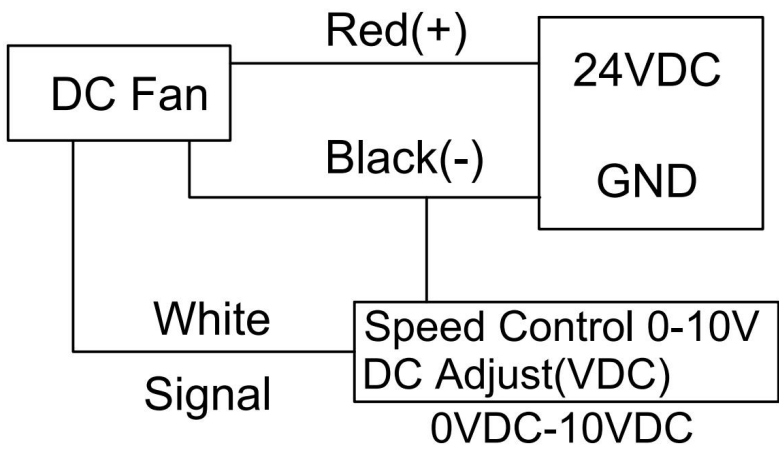 Red(+)
24VDC
DC Fan
Black(-)
GND
White
Speed Control 0-10V
DC Adjust(VDC)
Signal
0VDC-10VDC